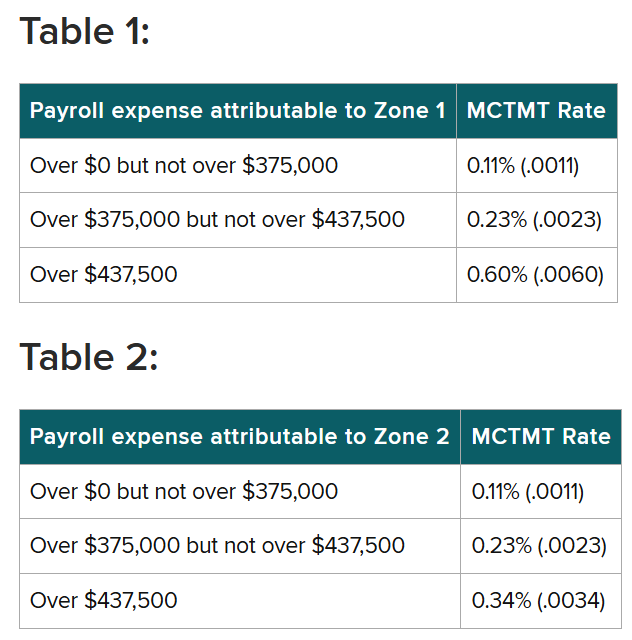 Table 1:
Payroll expense attributable to Zone 1 MCTMT Rate
Over $0 but not over $375,000 0.11% (.0011)
Over $375,000 but not over $437,500 0.23% (.0023)
Over $437,500 0.60% (.0060)
Table 2:
Payroll expense attributable to Zone 2 MCTMT Rate
Over $0 but not over $375,000 0.11% (.0011)
Over $375,000 but not over $437,500 0.23% (.0023)
Over $437,500 0.34% (.0034)